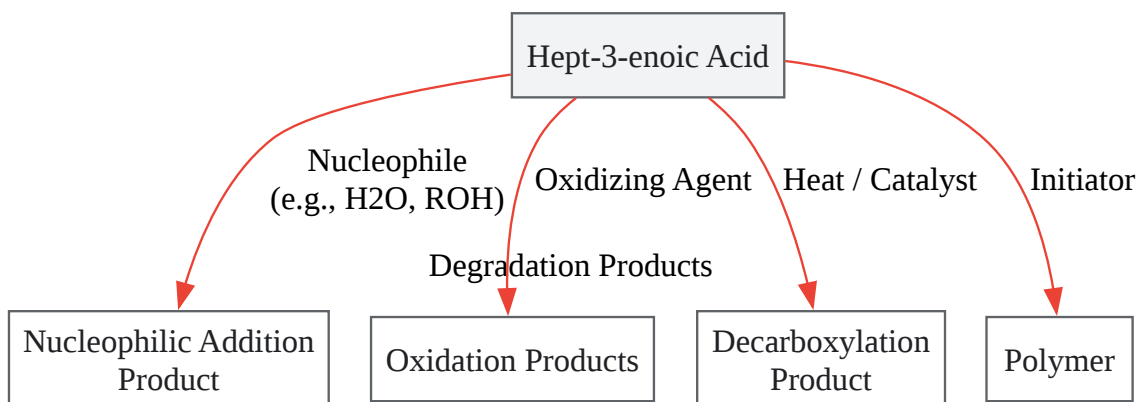 Hept-3-enoic Acid
Nucleophile
(e.g., H2O, ROH)
Oxidizing Agent
Heat / Catalyst
Initiator
Degradation Products
Nucleophilic Addition
Product
Oxidation Products
Decarboxylation
Product
Polymer